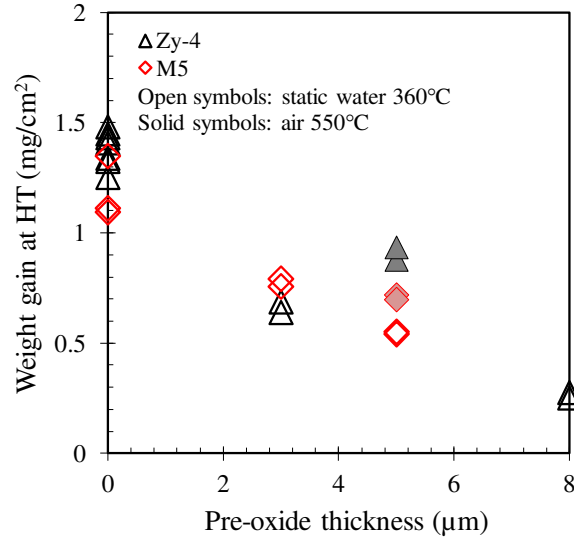 2
Zy-4
M5
Open symbols: static water 360°C
Solid symbols: air 550°C
1.5
1
0.5
0
Weight gain at HT (mg/cm²)
0 2 4 6 8
Pre-oxide thickness (µm)